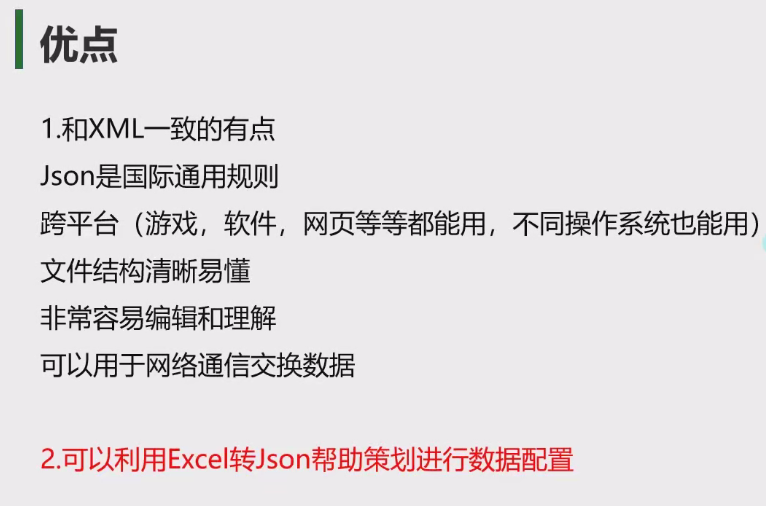 优点
1.和XML一致的有点
Json是国际通用规则
跨平台（游戏，软件，网页等等都能用，不同操作系统也能用）
文件结构清晰易懂
非常容易编辑和理解
可以用于网络通信交换数据
2.可以利用Excel转Json帮助策划进行数据配置